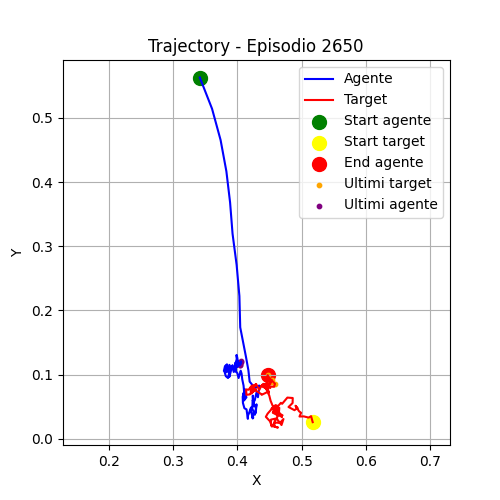 Trajectory - Episodio 2650
Agente
Target
Start agente
Start target
End agente
Ultimi target
Ultimi agente
Y
0.5
0.4
0.3
0.2
0.1
0.0
0.2 0.3 0.4 0.5 0.6 0.7
X